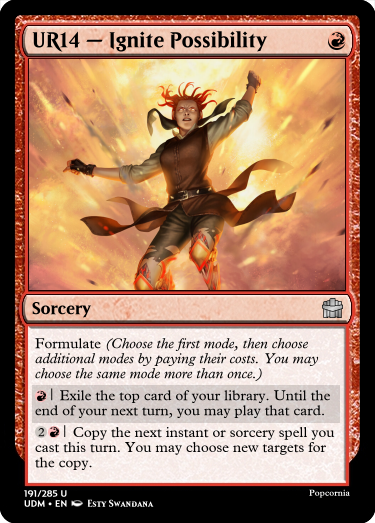 UR14 — Ignite Possibility
Sorcery
Formulate (Choose the first mode, then choose
additional modes by paying their costs. You may
choose the same mode more than once.)
| Exile the top card of your library. Until the
end of your next turn, you may play that card.
2 | Copy the next instant or sorcery spell you
cast this turn. You may choose new targets for
the copy.
191/285 U
Popcornia
UDM • EN Esty Swandana